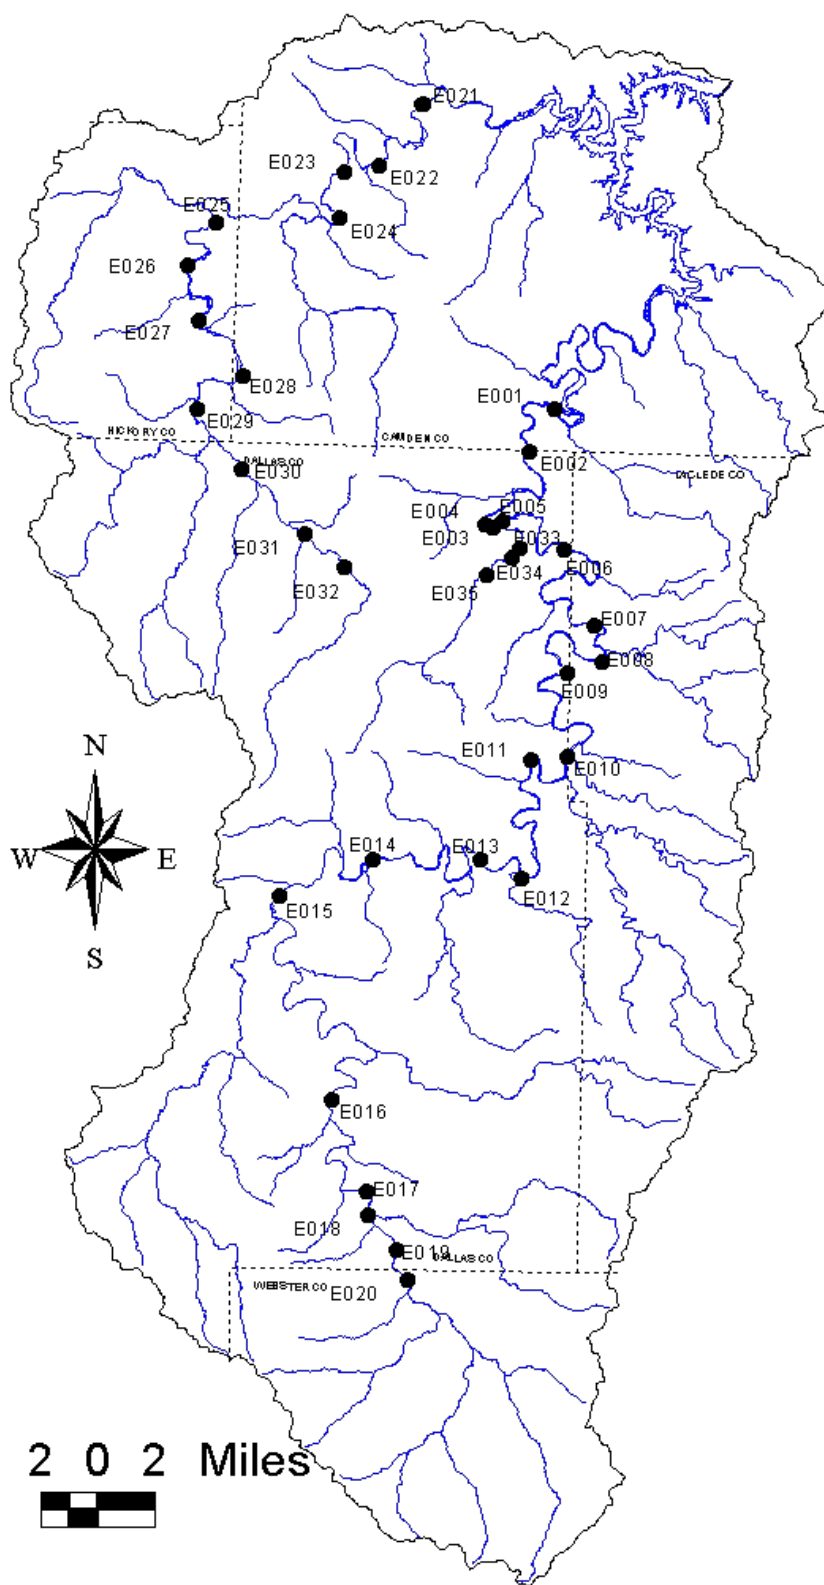 E021
E023
E022
E025
E024
E026
E027
E028
E001
E029
HICKORY CO
CAMDEN CO
E002
DALLAS CO
E030
LACLEDE CO
E005
E004
E003
E033
E031
E006
E034
E032
E035
E007
E008
E009
N
E011
E010
W
E
E014
E013
E012
E015
S
E016
E017
E018
E019
DALLAS CO
WEBSTER CO
E020
2 0 2 Miles